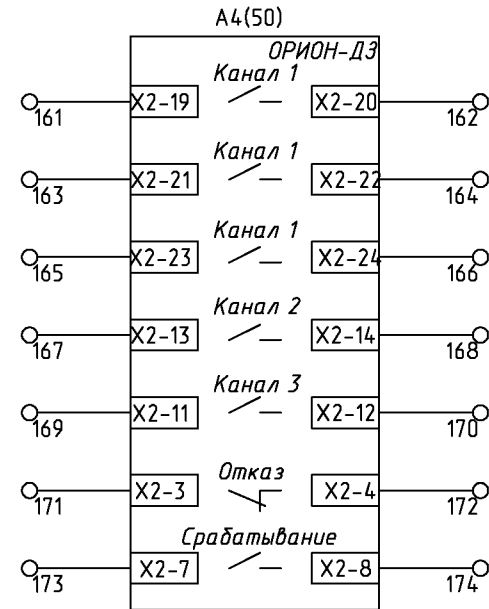 А4(50)
ОРИОН-ДЭ
Канал 1
X2-19 X2-20
161 162
Канал 1
X2-21 X2-22
163 164
Канал 1
X2-23 X2-24
165 166
Канал 2
X2-13 X2-14
167 168
Канал 3
X2-11 X2-12
169 170
Отказ
X2-3 X2-4
171 172
Срабатывание
X2-7 X2-8
173 174